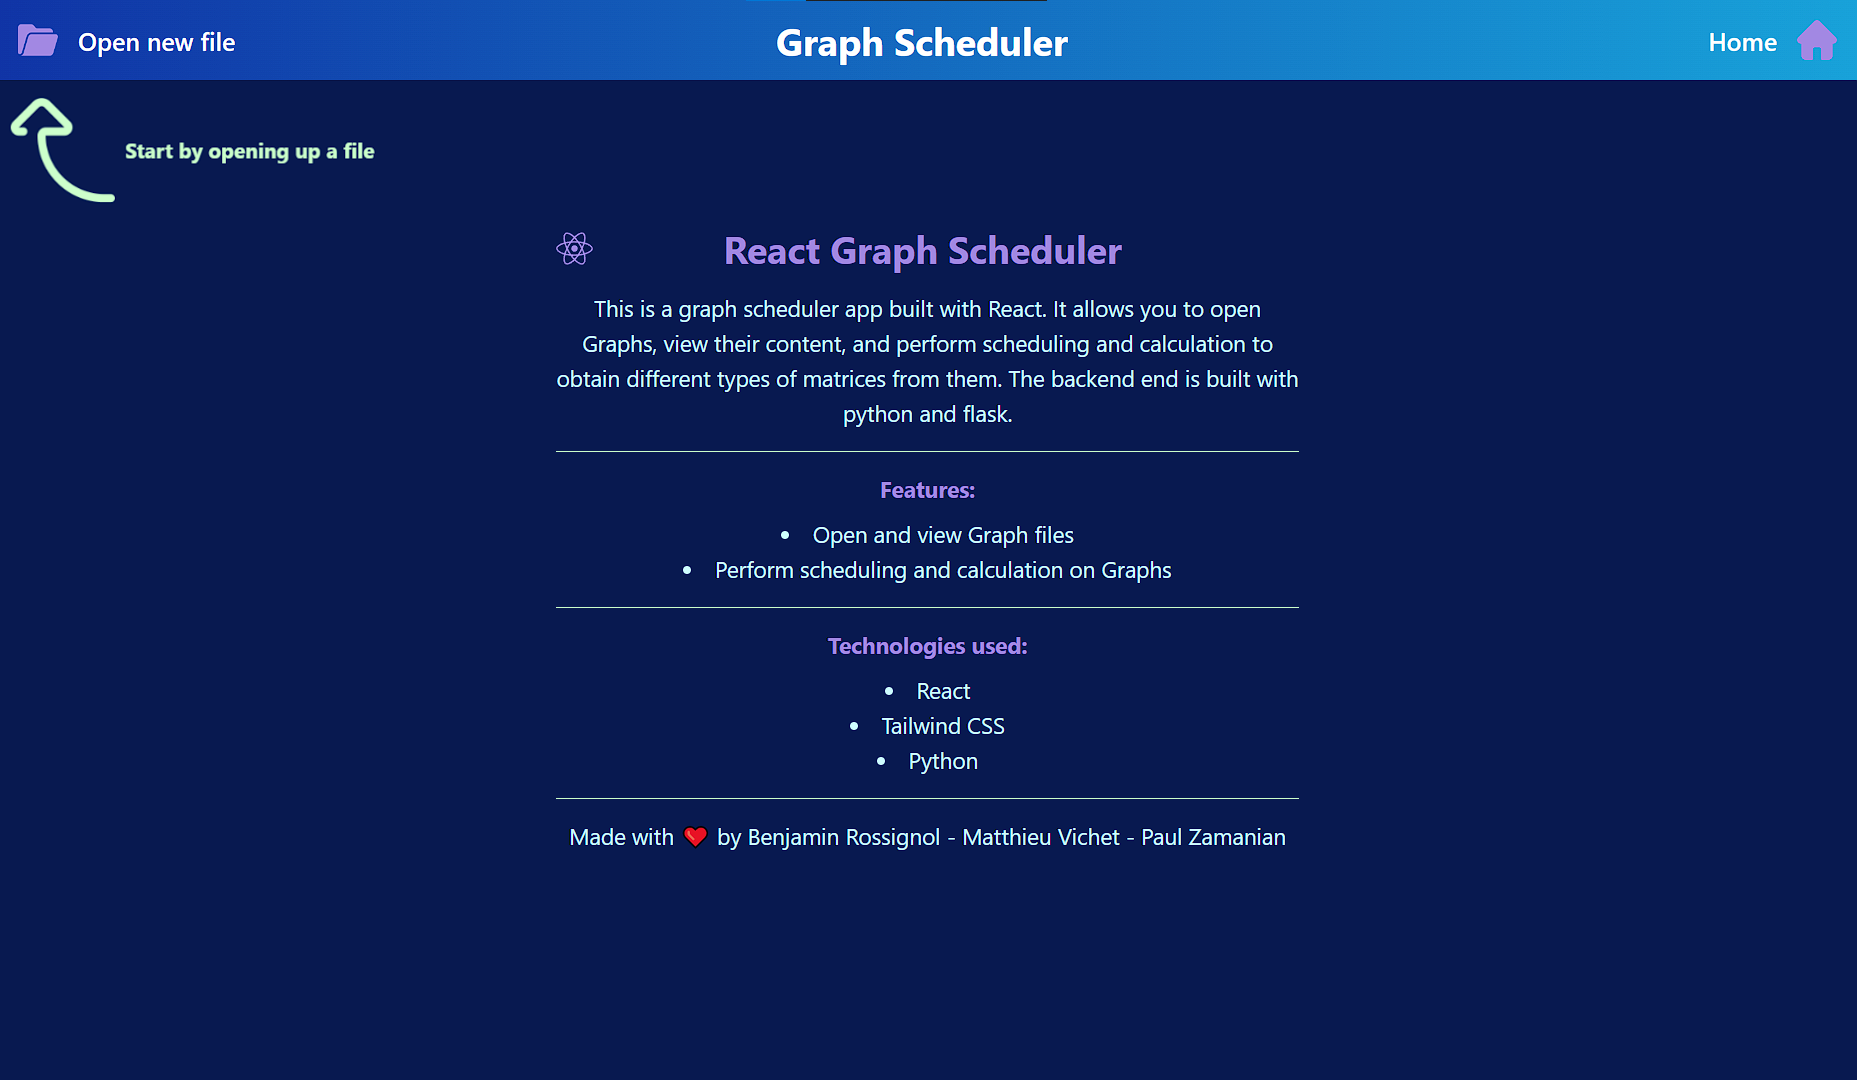 Open new file
Graph Scheduler
Home
Start by opening up a file
React Graph Scheduler
This is a graph scheduler app built with React. It allows you to open
Graphs, view their content, and perform scheduling and calculation to
obtain different types of matrices from them. The backend end is built with
python and flask.
Features:
• Open and view Graph files
• Perform scheduling and calculation on Graphs
Technologies used:
• React
• Tailwind CSS
• Python
Made with ❤️ by Benjamin Rossignol - Matthieu Vichet - Paul Zamanian